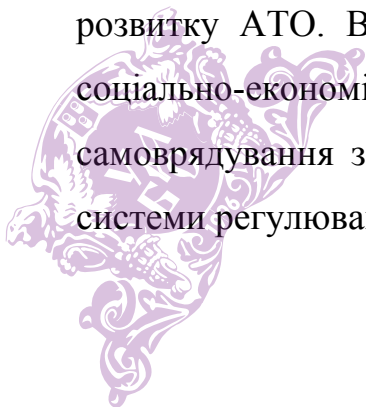 розвитку АТО. В
соціально-економі
самоврядування з
системи регулюва